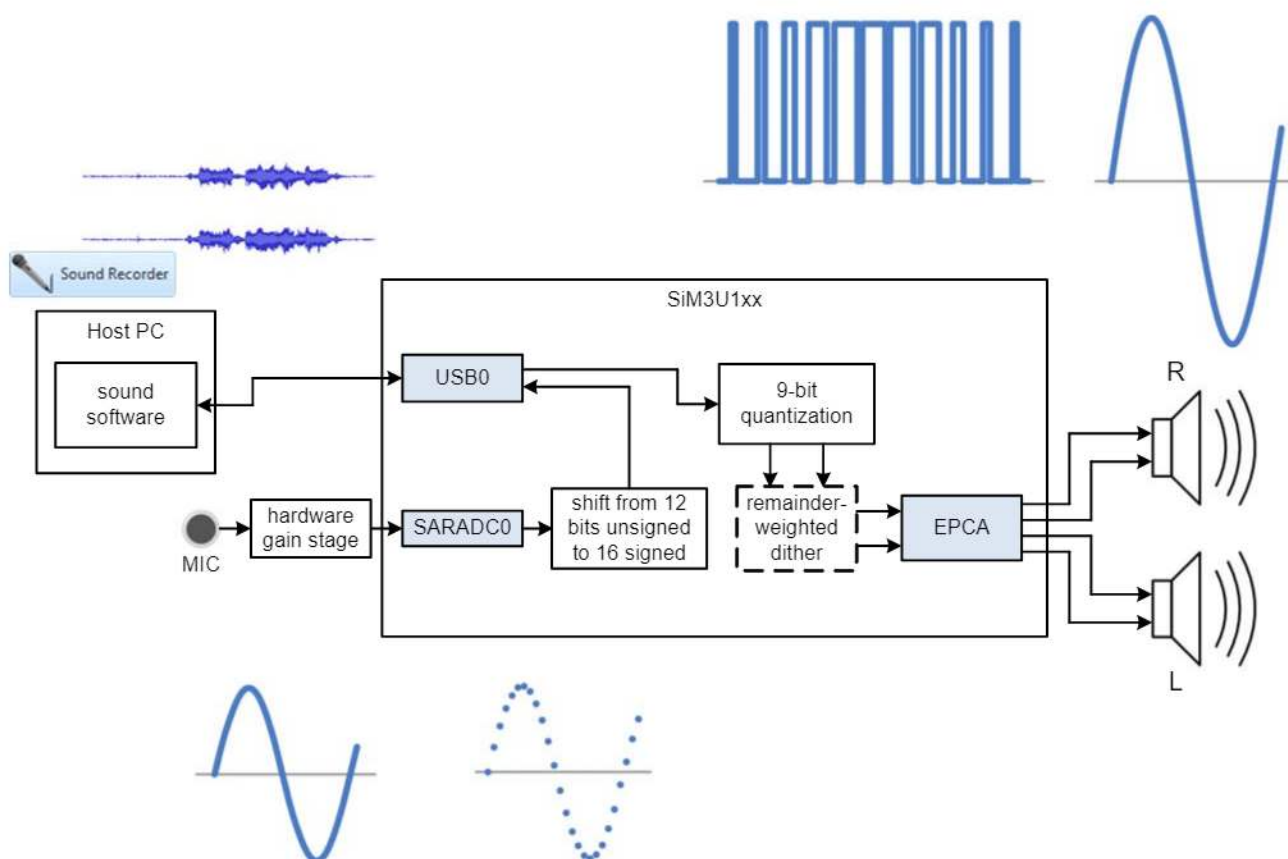 Sound Recorder
SiM3U1xx
Host PC
sound
software
USB0
9-bit
quantization
R
MIC
hardware
gain stage
SARADC0
shift from 12
bits unsigned
to 16 signed
remainder-
weighted
dither
EPCA
L